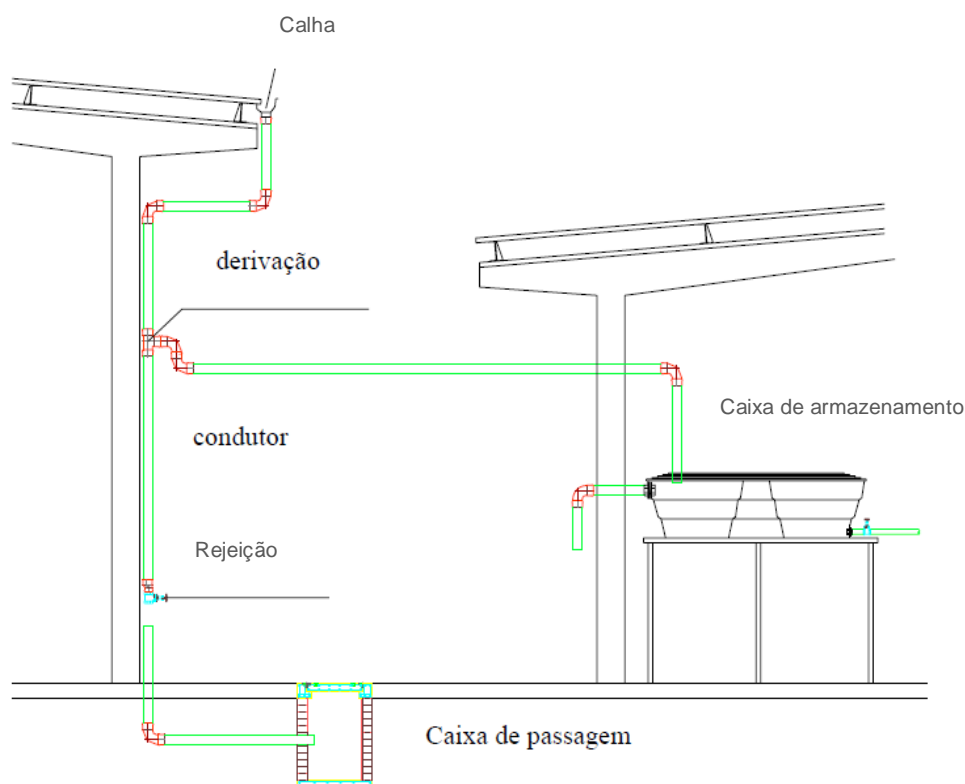 Calha
derivação
Caixa de armazenamento
condutor
Rejeição
Caixa de passagem